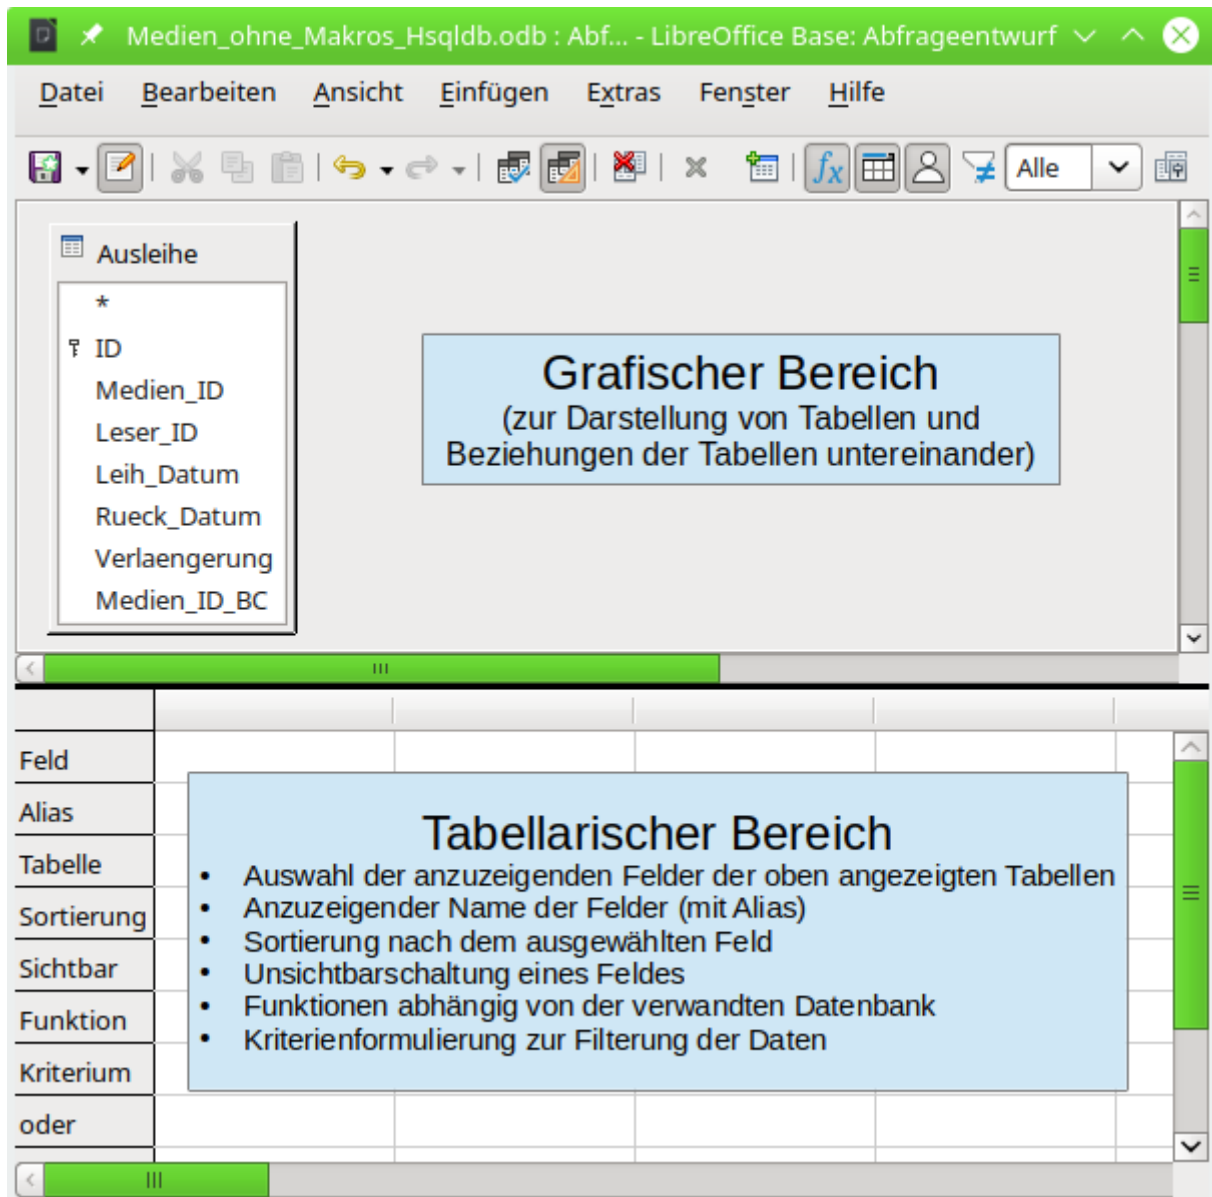 Medien_ohne_Makros_Hsqldb.odb : Abf... - LibreOffice Base: Abfrageentwurf
Datei Bearbeiten Ansicht Einfügen Extras Fenster Hilfe
fx Alle
Ausleihe
*
ID
Medien_ID
Leser_ID
Leih_Datum
Rueck_Datum
Verlaengerung
Medien_ID_BC
Grafischer Bereich
(zur Darstellung von Tabellen und
Beziehungen der Tabellen untereinander)
Feld
Alias
Tabelle
Sortierung
Sichtbar
Funktion
Kriterium
oder
Tabellarischer Bereich
• Auswahl der anzuzeigenden Felder der oben angezeigten Tabellen
• Anzuzeigender Name der Felder (mit Alias)
• Sortierung nach dem ausgewählten Feld
• Unsichtbarschaltung eines Feldes
• Funktionen abhängig von der verwandten Datenbank
• Kriterienformulierung zur Filterung der Daten